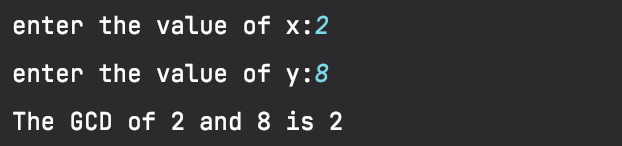 enter the value of x:2
enter the value of y:8
The GCD of 2 and 8 is 2